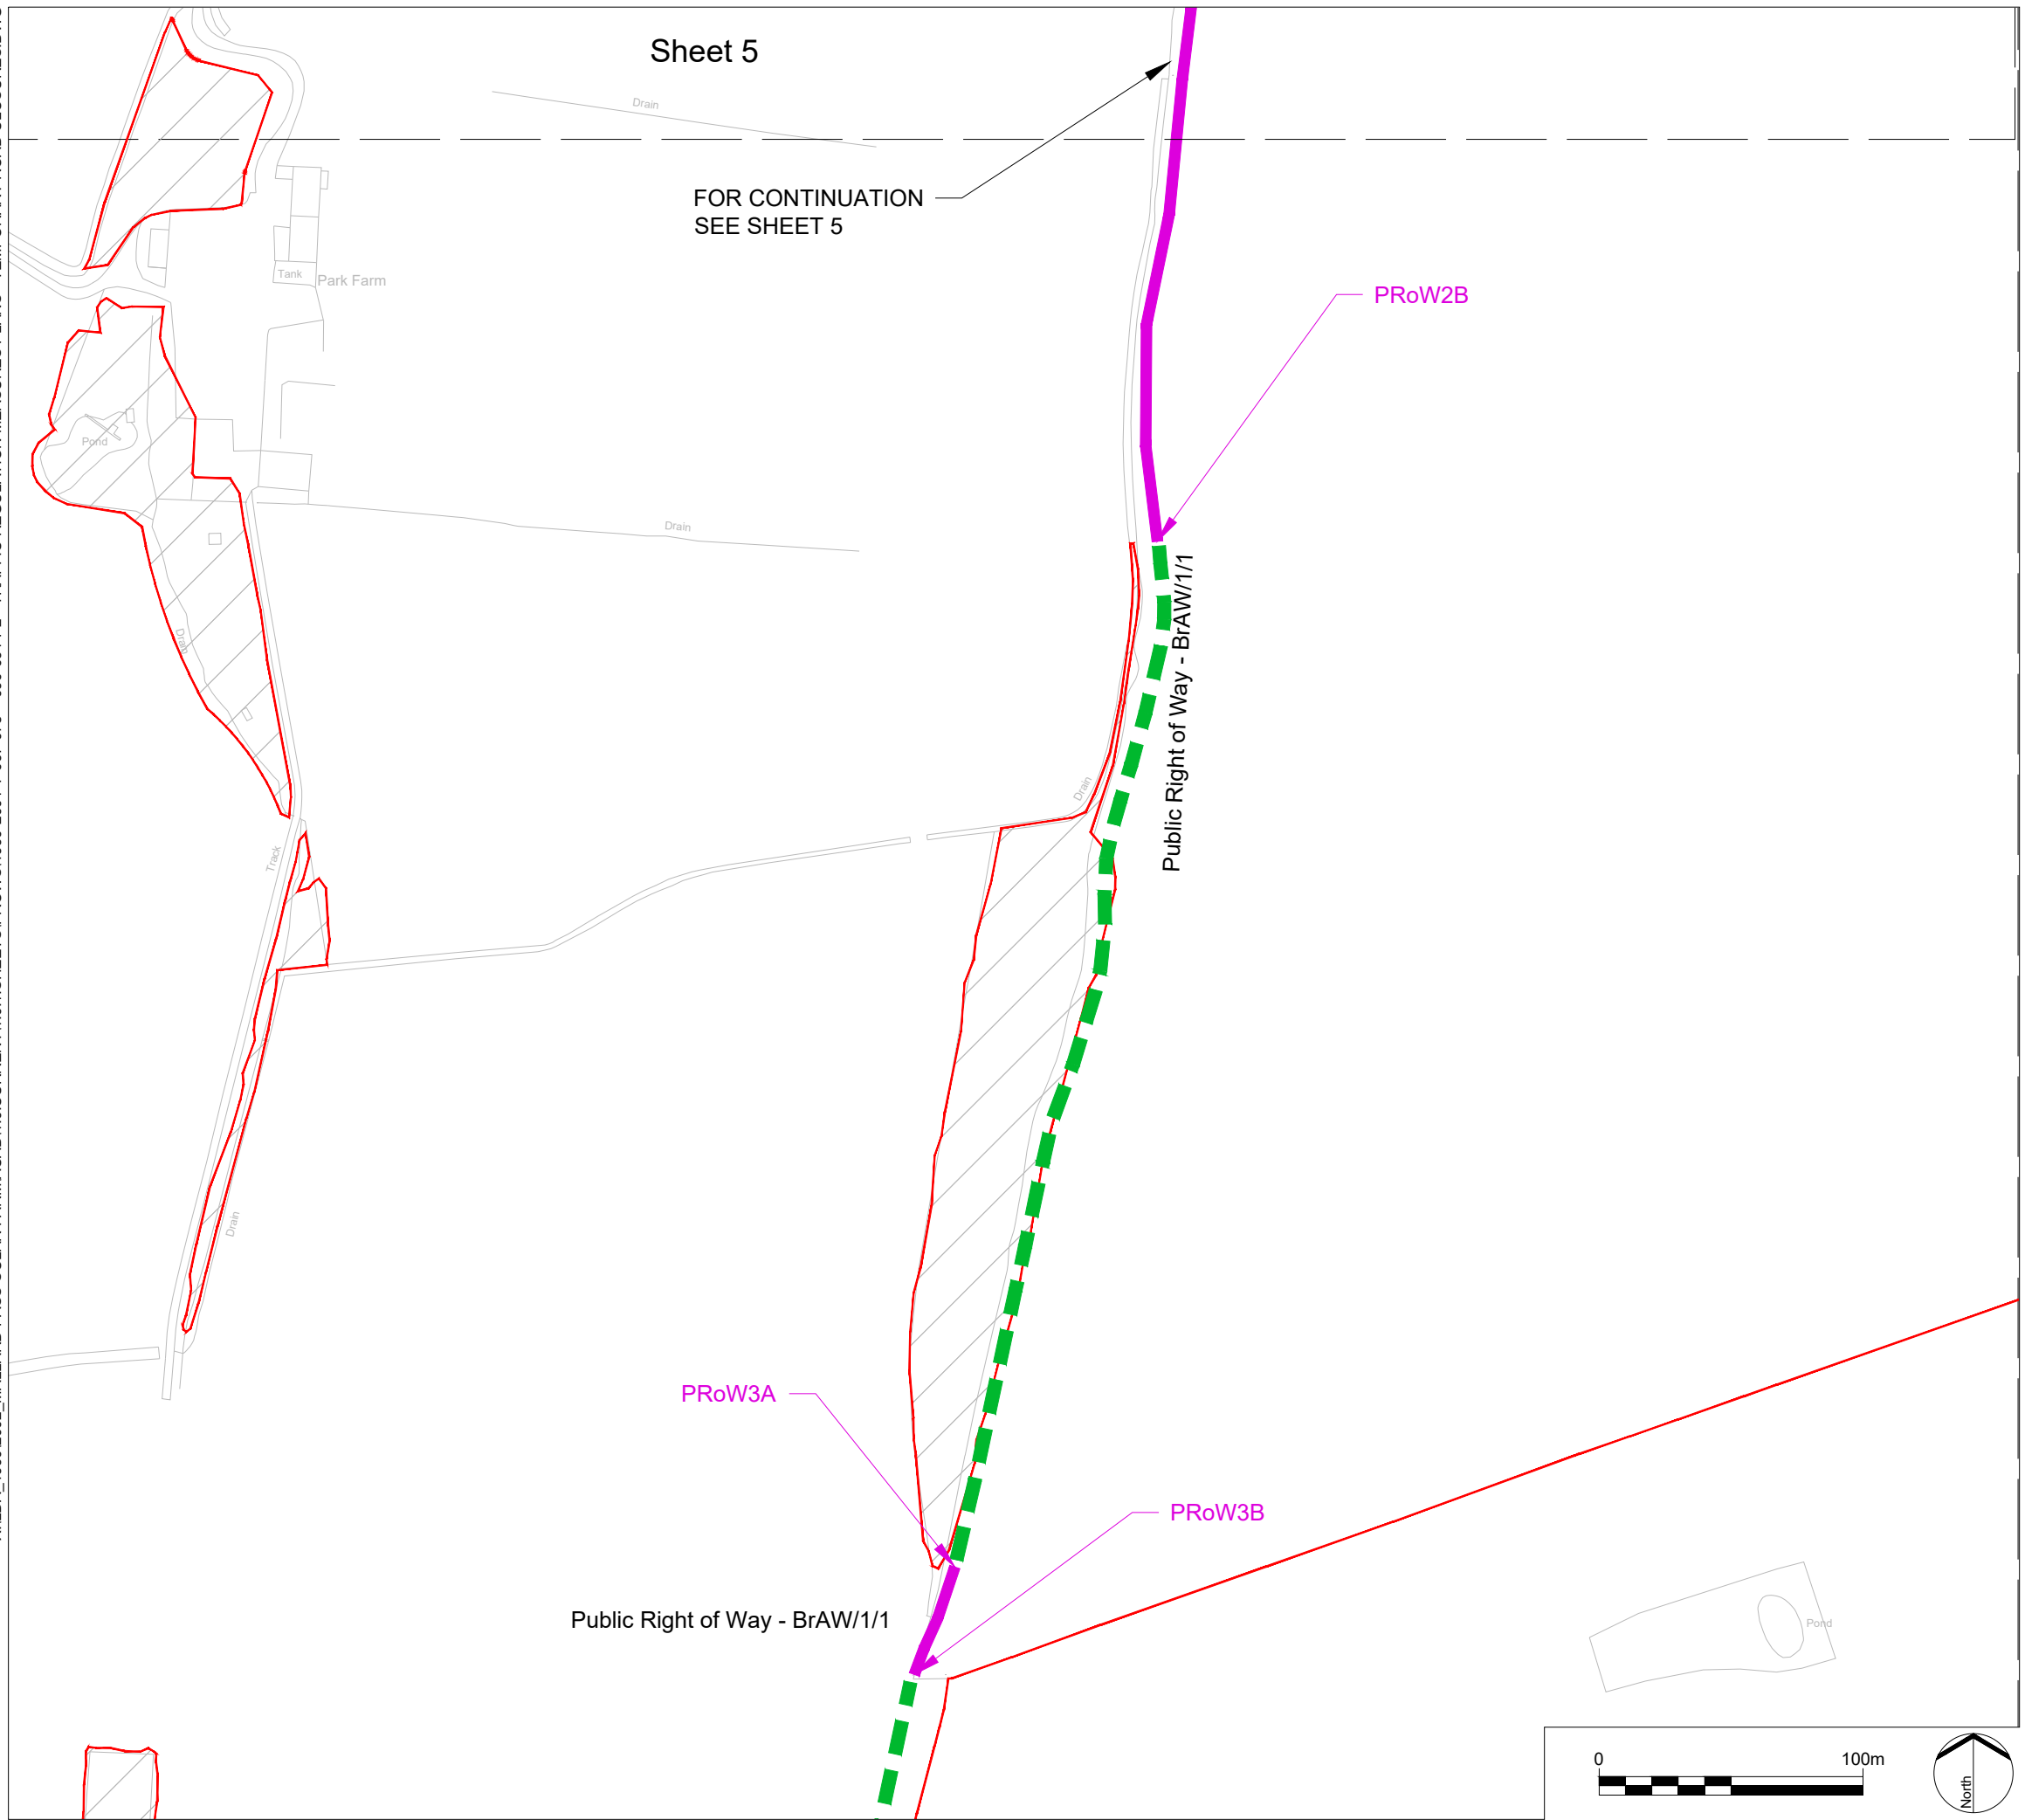 Sheet 5
Drain
FOR CONTINUATION
SEE SHEET 5
Tank
Park Farm
PRoW2B
Pond
Drain
Public Right of Way - BrAW/1/1
Drain
Drain
Track
Drain
PRoW3A
PRoW3B
Public Right of Way - BrAW/1/1
Pond
0
100m
North